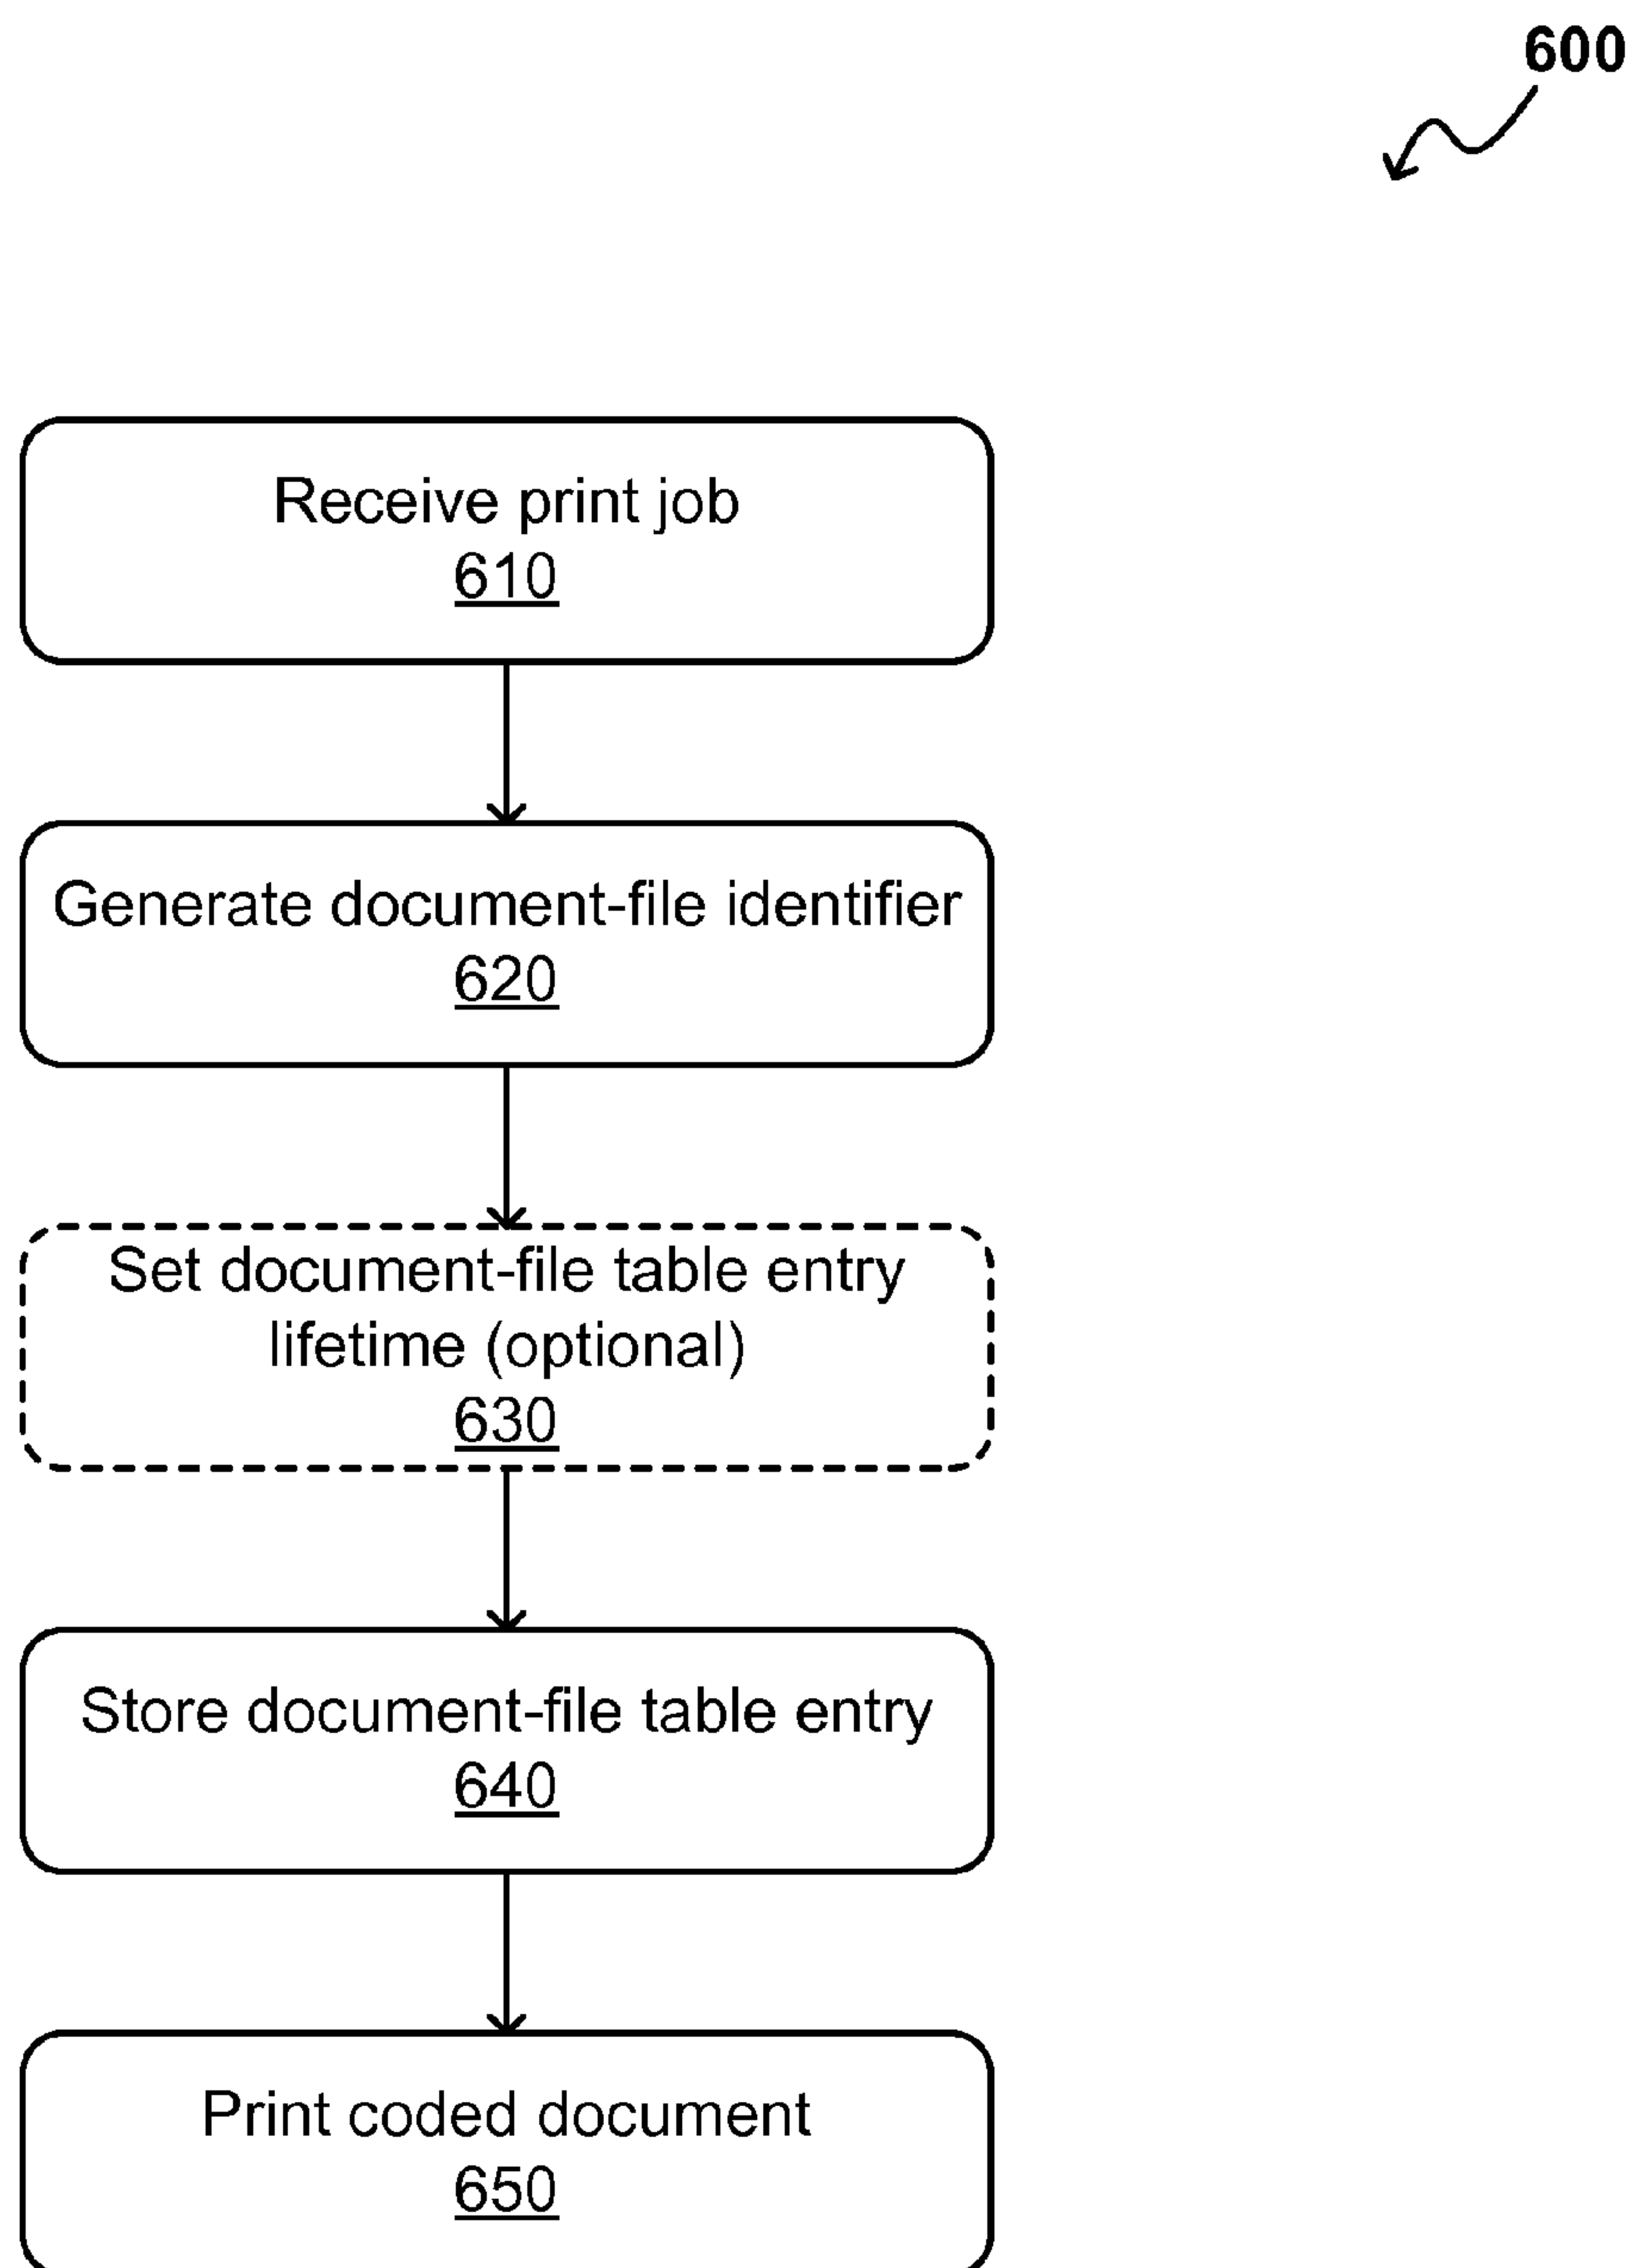 600
Receive print job
610
Generate document-file identifier
620
Set document-file table entry
lifetime (optional)
630
Store document-file table entry
640
Print coded document
650